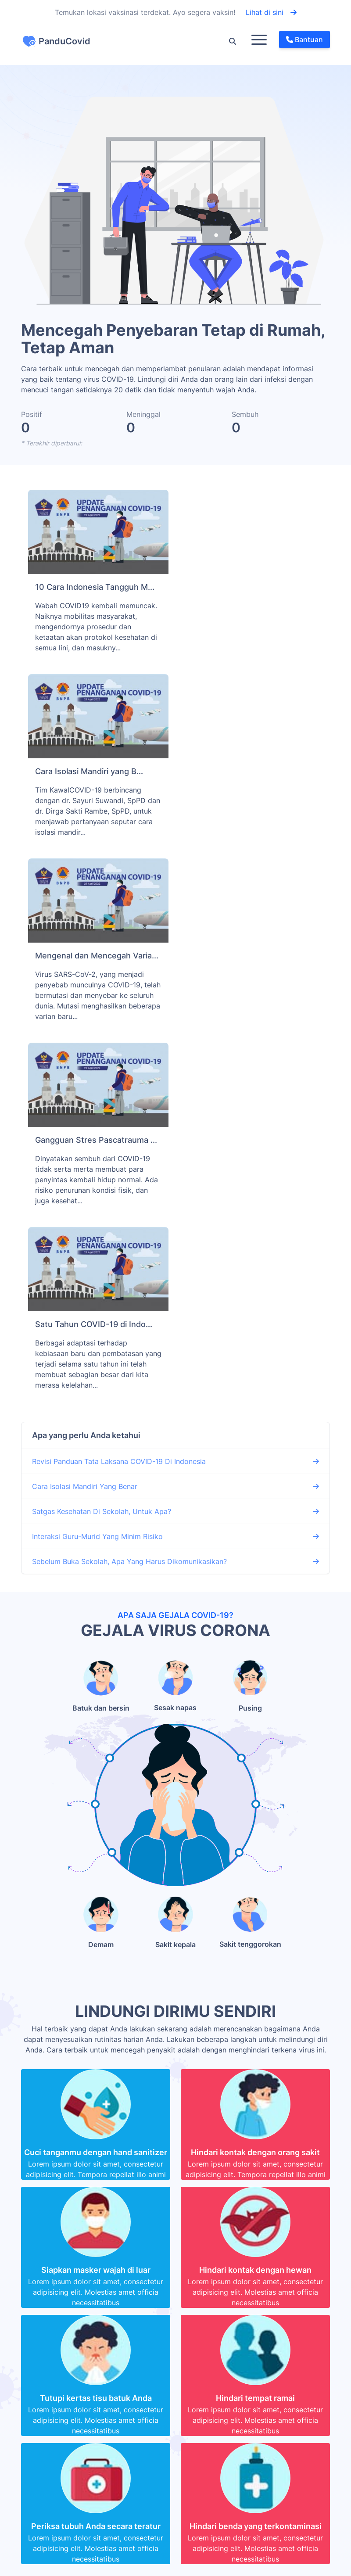 Temukan lokasi vaksinasi terdekat. Ayo segera vaksin! Lihat di sini
PanduCovid
Bantuan
Mencegah Penyebaran Tetap di Rumah,
Tetap Aman
Cara terbaik untuk mencegah dan memperlambat penularan adalah mendapat informasi
yang baik tentang virus COVID-19. Lindungi diri Anda dan orang lain dari infeksi dengan
mencuci tangan setidaknya 20 detik dan tidak menyentuh wajah Anda.
Positif
0
Meninggal
0
Sembuh
0
* Terakhir diperbarui:
UPDATE
PENANGANAN COVID-19
BNPB
10 Cara Indonesia Tangguh M...
Wabah COVID19 kembali memuncak.
Naiknya mobilitas masyarakat,
mengendornya prosedur dan
ketaatan akan protokol kesehatan di
semua lini, dan masukny...
UPDATE
PENANGANAN COVID-19
BNPB
Cara Isolasi Mandiri yang B...
Tim KawalCOVID-19 berbincang
dengan dr. Sayuri Suwandi, SpPD dan
dr. Dirga Sakti Rambe, SpPD, untuk
menjawab pertanyaan seputar cara
isolasi mandir...
UPDATE
PENANGANAN COVID-19
BNPB
Mengenal dan Mencegah Varia...
Virus SARS-CoV-2, yang menjadi
penyebab munculnya COVID-19, telah
bermutasi dan menyebar ke seluruh
dunia. Mutasi menghasilkan beberapa
varian baru...
UPDATE
PENANGANAN COVID-19
BNPB
Gangguan Stres Pascatrauma ...
Dinyatakan sembuh dari COVID-19
tidak serta merta membuat para
penyintas kembali hidup normal. Ada
risiko penurunan kondisi fisik, dan
juga kesehat...
UPDATE
PENANGANAN COVID-19
BNPB
Satu Tahun COVID-19 di Indo...
Berbagai adaptasi terhadap
kebiasaan baru dan pembatasan yang
terjadi selama satu tahun ini telah
membuat sebagian besar dari kita
merasa kelelahan...
Apa yang perlu Anda ketahui
Revisi Panduan Tata Laksana COVID-19 Di Indonesia
Cara Isolasi Mandiri Yang Benar
Satgas Kesehatan Di Sekolah, Untuk Apa?
Interaksi Guru-Murid Yang Minim Risiko
Sebelum Buka Sekolah, Apa Yang Harus Dikomunikasikan?
APA SAJA GEJALA COVID-19?
GEJALA VIRUS CORONA
Batuk dan bersin
Sesak napas
Pusing
Demam
Sakit kepala
Sakit tenggorokan
LINDUNGI DIRIMU SENDIRI
Hal terbaik yang dapat Anda lakukan sekarang adalah merencanakan bagaimana Anda
dapat menyesuaikan rutinitas harian Anda. Lakukan beberapa langkah untuk melindungi diri
Anda. Cara terbaik untuk mencegah penyakit adalah dengan menghindari terkena virus ini.
Cuci tanganmu dengan hand sanitizer
Lorem ipsum dolor sit amet, consectetur
adipisicing elit. Tempora repellat illo animi
Hindari kontak dengan orang sakit
Lorem ipsum dolor sit amet, consectetur
adipisicing elit. Tempora repellat illo animi
Siapkan masker wajah di luar
Lorem ipsum dolor sit amet, consectetur
adipisicing elit. Molestias amet officia
necessitatibus
Hindari kontak dengan hewan
Lorem ipsum dolor sit amet, consectetur
adipisicing elit. Molestias amet officia
necessitatibus
Tutupi kertas tisu batuk Anda
Lorem ipsum dolor sit amet, consectetur
adipisicing elit. Molestias amet officia
necessitatibus
Hindari tempat ramai
Lorem ipsum dolor sit amet, consectetur
adipisicing elit. Molestias amet officia
necessitatibus
Periksa tubuh Anda secara teratur
Lorem ipsum dolor sit amet, consectetur
adipisicing elit. Molestias amet officia
necessitatibus
Hindari benda yang terkontaminasi
Lorem ipsum dolor sit amet, consectetur
adipisicing elit. Molestias amet officia
necessitatibus